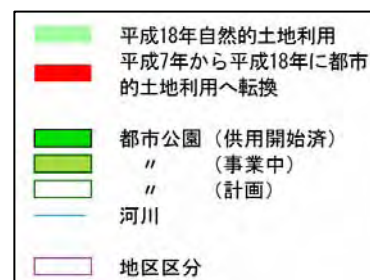 平成18年自然的土地利用
平成7年から平成18年に都市
的土地利用へ転換
都市公園（供用開始済）
〃　（事業中）
〃　（計画）
河川
地区区分